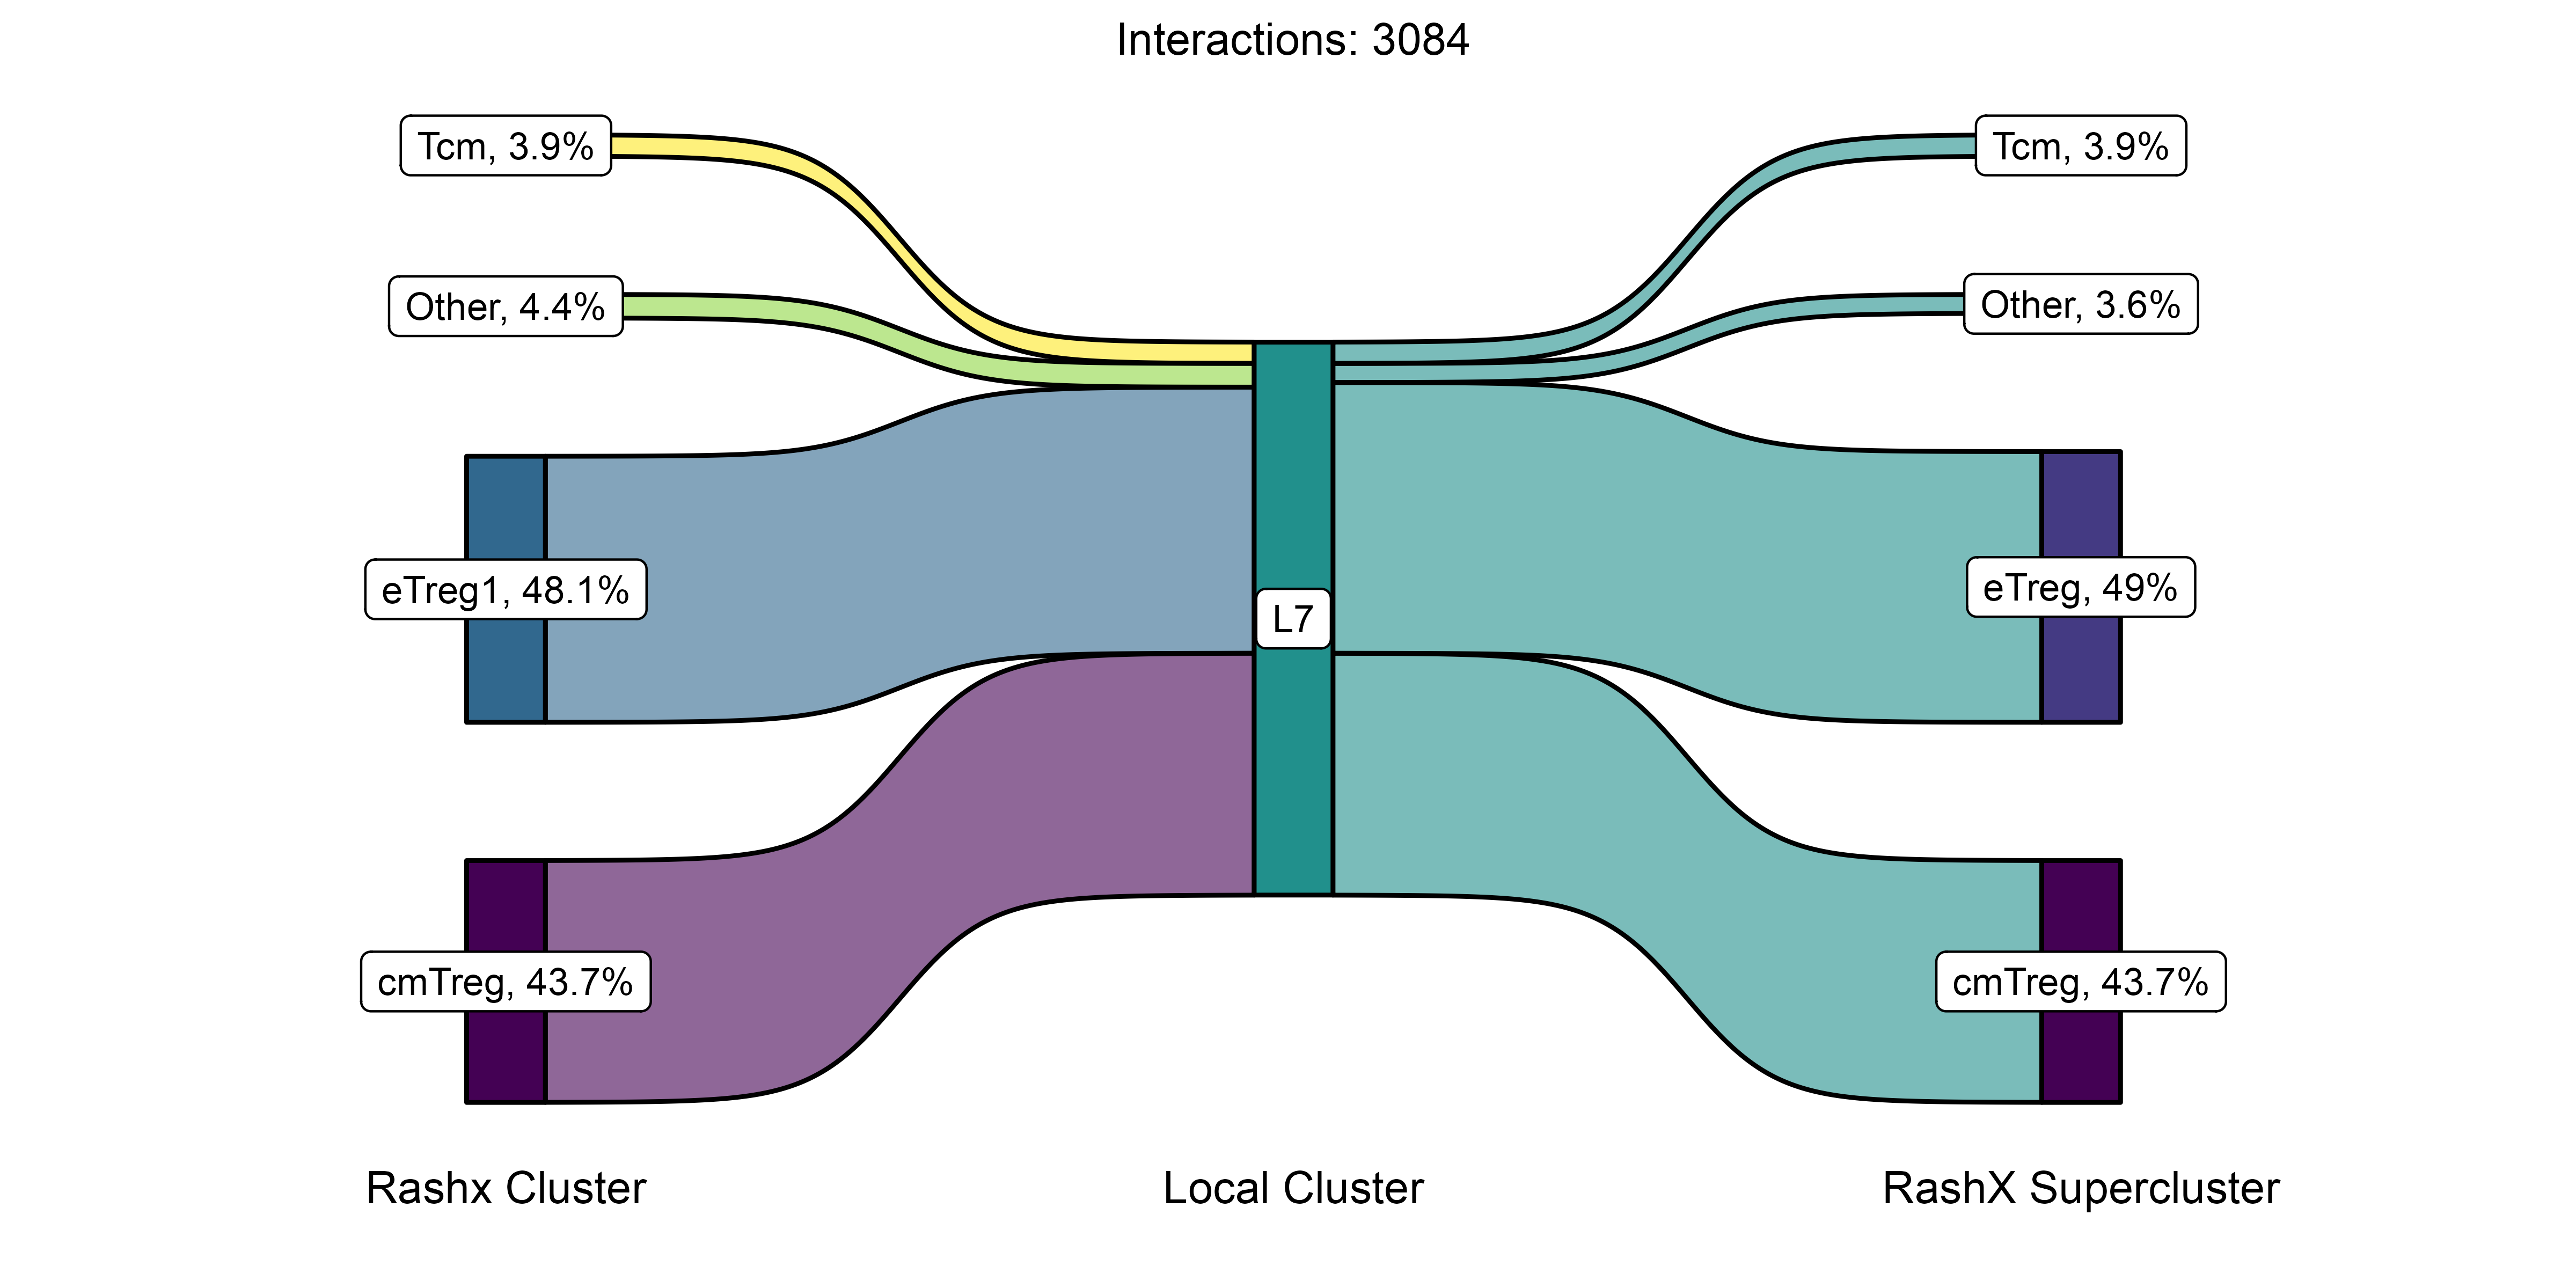 Interactions: 3084
Tcm, 3.9%
Tcm, 3.9%
Other, 4.4%
Other, 3.6%
eTreg1, 48.1%
L7
eTreg, 49%
cmTreg, 43.7%
cmTreg, 43.7%
Rashx Cluster
Local Cluster
RashX Supercluster